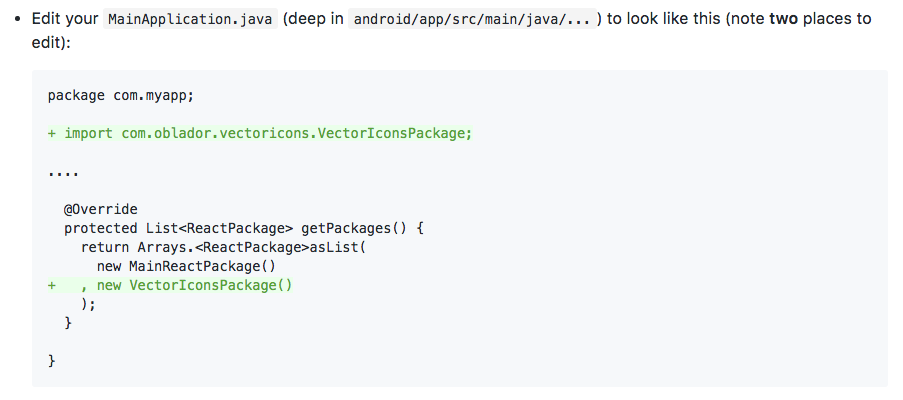 • Edit your MainApplication.java (deep in android/app/src/main/java/... ) to look like this (note two places to
edit):
package com.myapp;
+ import com.oblador.vectoricons.VectorIconsPackage;
....
@Override
protected List<ReactPackage> getPackages() {
return Arrays.<ReactPackage>asList(
new MainReactPackage()
+ , new VectorIconsPackage()
);
}
}